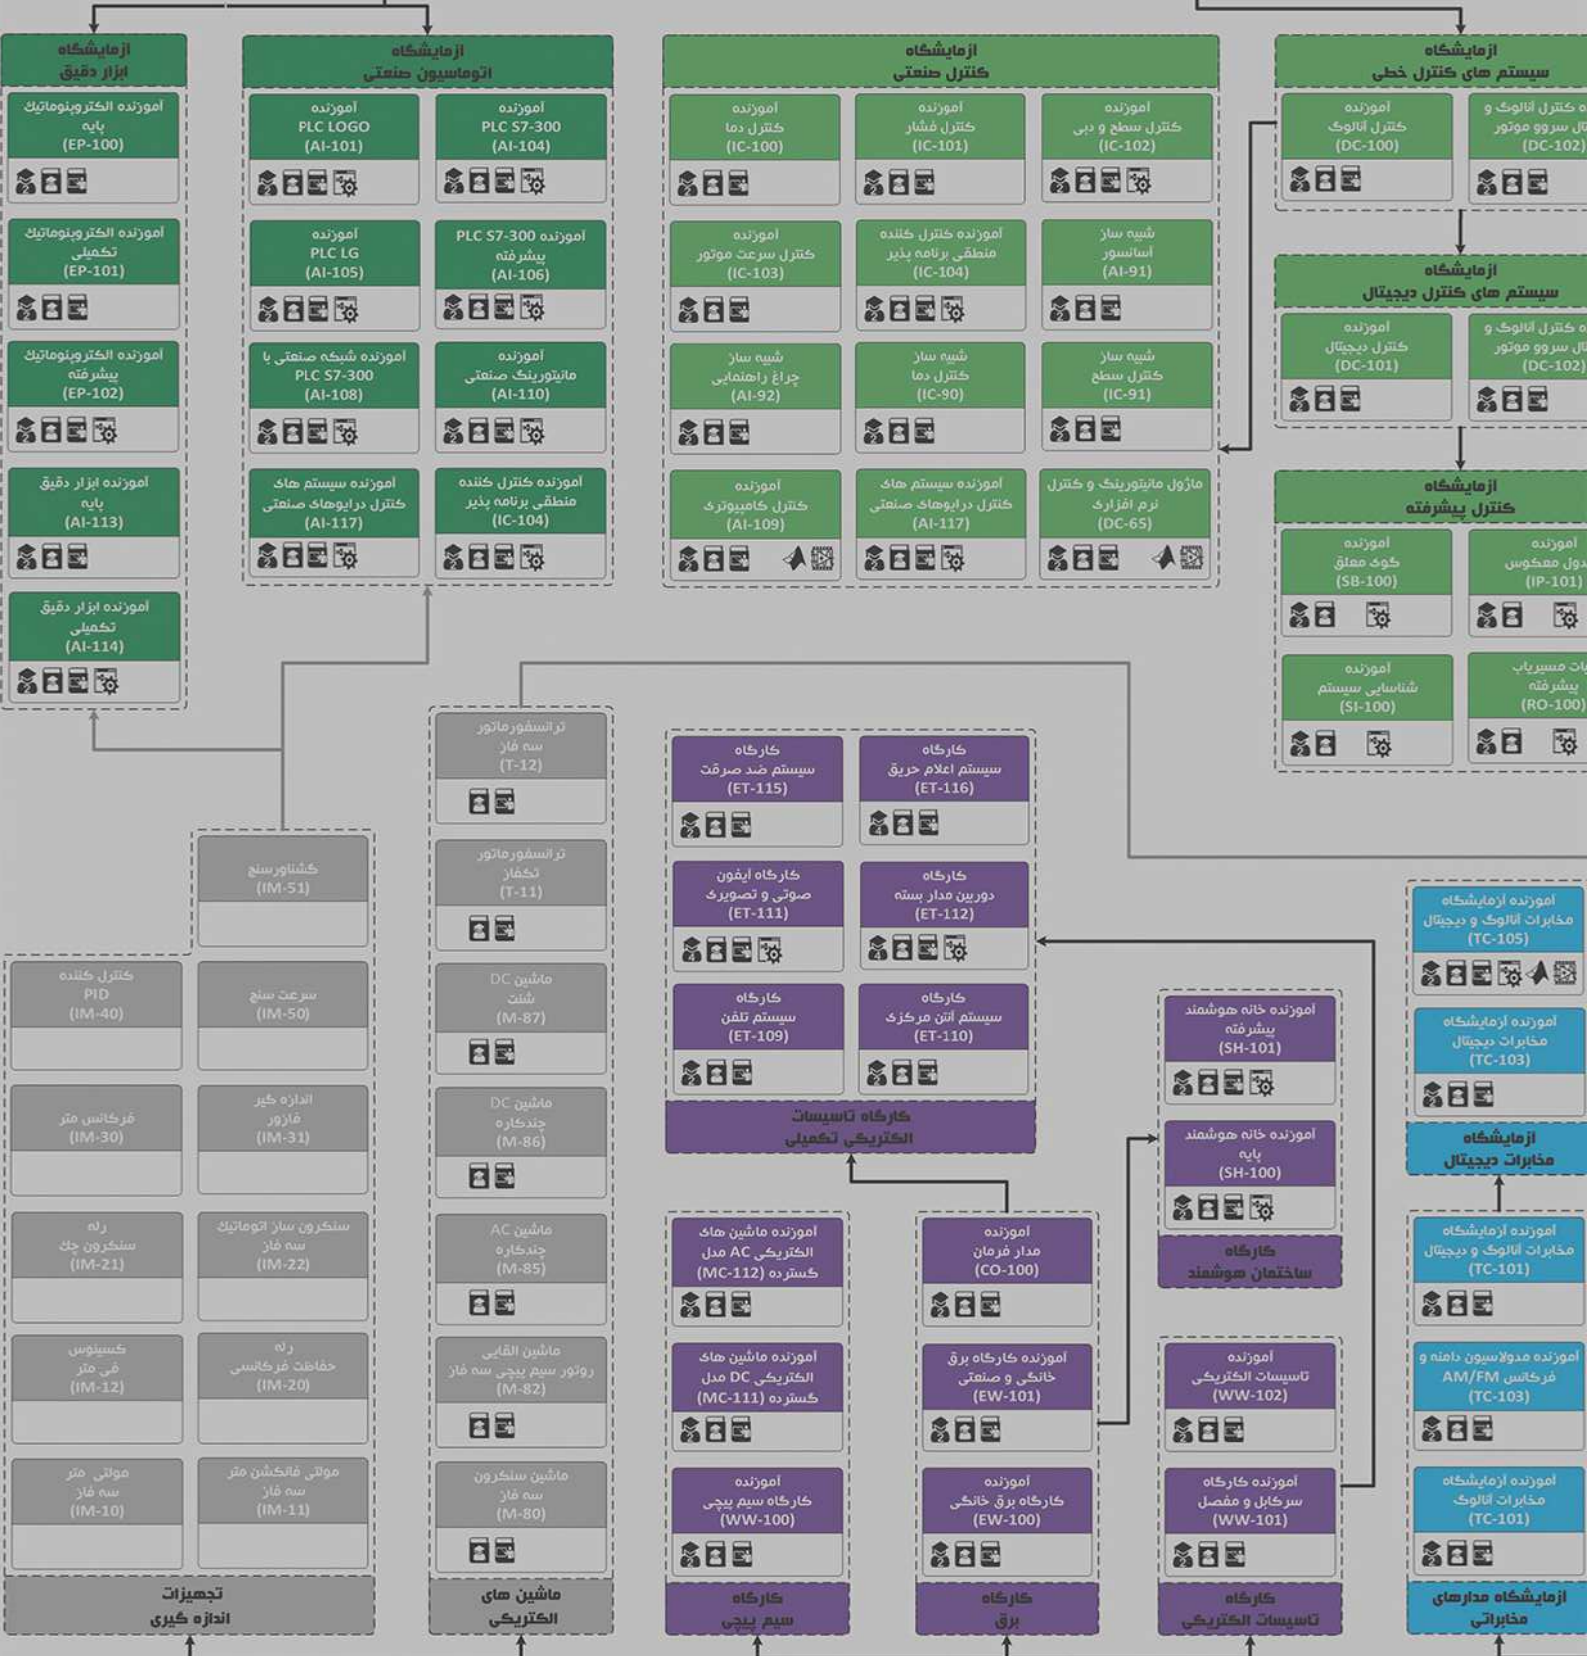 آزمایشگاه
ابزار دقیق
آموزنده الکتروپنوماتیک
پایه
(EP-100)
آموزنده الکتروپنوماتیک
تکمیلی
(EP-101)
آموزنده الکتروپنوماتیک
پیشرفته
(EP-102)
آموزنده ابزار دقیق
پایه
(AI-113)
آموزنده ابزار دقیق
تکمیلی
(AI-114)
آزمایشگاه
اتوماسیون صنعتی
آموزنده
PLC LOGO
(AI-101)
آموزنده
PLC S7-300
(AI-104)
آموزنده
PLC LG
(AI-105)
آموزنده PLC S7-300
پیشرفته
(AI-106)
آموزنده شبکه صنعتی با
PLC S7-300
(AI-108)
آموزنده
مانیتورینگ صنعتی
(AI-110)
آموزنده سیستم های
کنترل درایوهای صنعتی
(AI-117)
آموزنده کنترل کننده
منطقی برنامه پذیر
(IC-104)
آزمایشگاه
کنترل صنعتی
آموزنده
کنترل دما
(IC-100)
آموزنده
کنترل فشار
(IC-101)
آموزنده
کنترل سطح و دبی
(IC-102)
آموزنده
کنترل سرعت موتور
(IC-103)
آموزنده کنترل کننده
منطقی برنامه پذیر
(IC-104)
شبیه ساز
آسانسور
(AI-91)
شبیه ساز
چراغ راهنمایی
(AI-92)
شبیه ساز
کنترل دما
(IC-90)
شبیه ساز
کنترل سطح
(IC-91)
آموزنده
کنترل کامپیوتری
(AI-109)
آموزنده سیستم های
کنترل درایوهای صنعتی
(AI-117)
ماژول مانیتورینگ و کنترل
نرم افزاری
(DC-65)
آزمایشگاه
سیستم های کنترل خطی
آموزنده
کنترل آنالوگ
(DC-100)
کنترل آنالوگ و
سروو موتور
(DC-102)
آزمایشگاه
سیستم های کنترل دیجیتال
آموزنده
کنترل دیجیتال
(DC-101)
کنترل آنالوگ و
سروو موتور
(DC-102)
آزمایشگاه
کنترل پیشرفته
آموزنده
گوی معلق
(SB-100)
آموزنده
معکوس
(IP-101)
آموزنده
شناسایی سیستم
(SI-100)
مسیریاب
پیشرفته
(RO-100)
گشتاورسنج
(IM-51)
کنترل کننده
PID
(IM-40)
سرعت سنج
(IM-50)
فرکانس متر
(IM-30)
اندازه گیر
فازور
(IM-31)
رله
سنکرون چک
(IM-21)
سنکرون ساز اتوماتیک
سه فاز
(IM-22)
کسینوس
فی متر
(IM-12)
رله
حفاظت فرکانسی
(IM-20)
مولتی متر
سه فاز
(IM-10)
مولتی فانکشن متر
سه فاز
(IM-11)
تجهیزات
اندازه گیری
ترانسفورماتور
سه فاز
(T-12)
ترانسفورماتور
تکفاز
(T-11)
ماشین DC
شنت
(M-87)
ماشین DC
چندکاره
(M-86)
ماشین AC
چندکاره
(M-85)
ماشین القایی
روتور سیم پیچی سه فاز
(M-82)
ماشین سنکرون
سه فاز
(M-80)
ماشین های
الکتریکی
کارگاه
سیستم ضد صرقت
(ET-115)
کارگاه
سیستم اعلام حریق
(ET-116)
کارگاه آیفون
صوتی و تصویری
(ET-111)
کارگاه
دوربین مدار بسته
(ET-112)
کارگاه
سیستم تلفن
(ET-109)
کارگاه
سیستم آنتن مرکزی
(ET-110)
کارگاه تاسیسات
الکتریکی تکمیلی
آموزنده ماشین های
الکتریکی AC مدل
گسترده (MC-112)
آموزنده ماشین های
الکتریکی DC مدل
گسترده (MC-111)
آموزنده
کارگاه سیم پیچی
(WW-100)
کارگاه
سیم پیچی
آموزنده
مدار فرمان
(CO-100)
آموزنده کارگاه برق
خانگی و صنعتی
(EW-101)
آموزنده
کارگاه برق خانگی
(EW-100)
کارگاه
برق
آموزنده خانه هوشمند
پیشرفته
(SH-101)
آموزنده خانه هوشمند
پایه
(SH-100)
کارگاه
ساختمان هوشمند
آموزنده
تاسیسات الکتریکی
(WW-102)
آموزنده کارگاه
سرکابل و مفصل
(WW-101)
کارگاه
تاسیسات الکتریکی
آموزنده آزمایشگاه
مخابرات آنالوگ و دیجیتال
(TC-105)
آموزنده آزمایشگاه
مخابرات دیجیتال
(TC-103)
آزمایشگاه
مخابرات دیجیتال
آموزنده آزمایشگاه
مخابرات آنالوگ و دیجیتال
(TC-101)
آموزنده مدولاسیون دامنه و
فرکانس AM/FM
(TC-103)
آموزنده آزمایشگاه
مخابرات آنالوگ
(TC-101)
آزمایشگاه مدارهای
مخابراتی